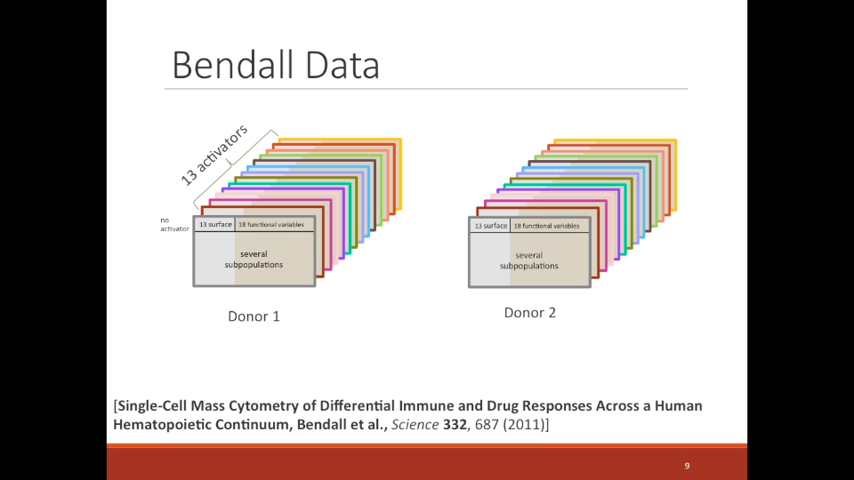 Bendall Data
13 activators
no
activator
13 surface 18 functional variables
several
subpopulations
Donor 1
13 surface 18 functional variables
several
subpopulations
Donor 2
[Single-Cell Mass Cytometry of Differential Immune and Drug Responses Across a Human
Hematopoietic Continuum, Bendall et al., Science 332, 687 (2011)]
9